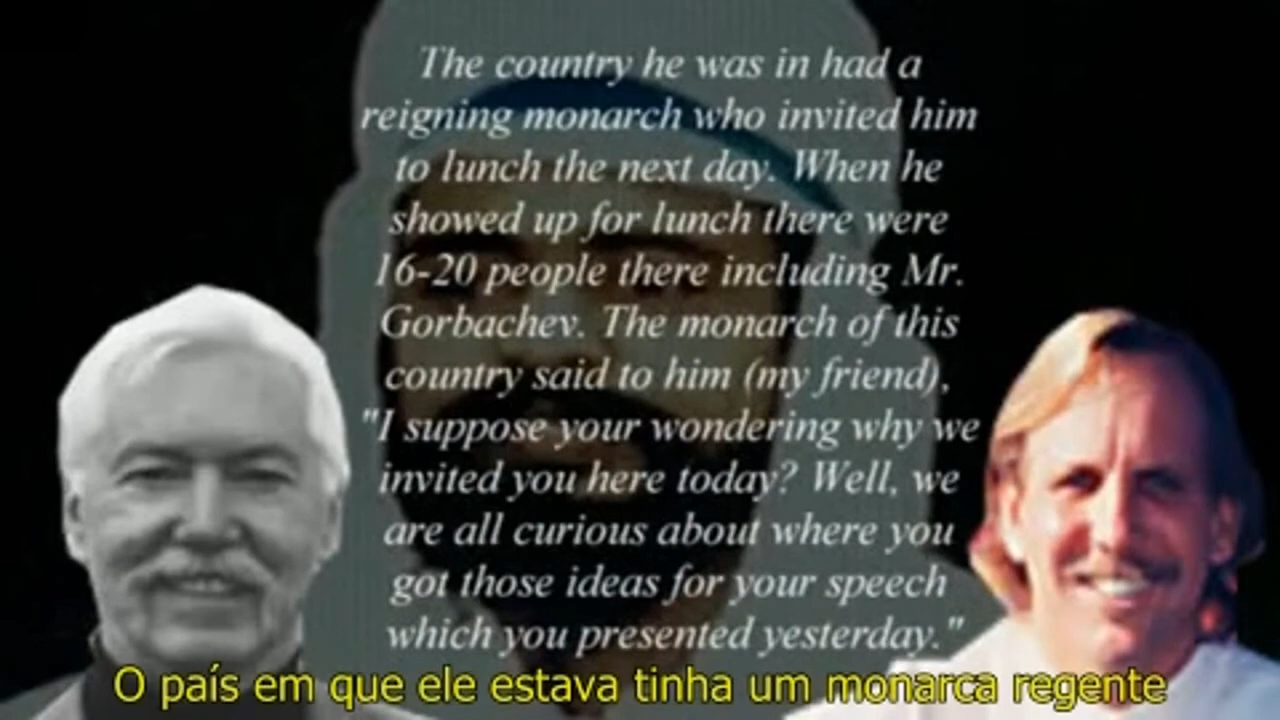 The country he was in had a
reigning monarch who invited him
to lunch the next day. When he
showed up for lunch there were
16-20 people there including Mr.
Gorbachev. The monarch of this
country said to him (my friend),
"I suppose your wondering why we
invited you here today? Well, we
are all curious about where you
got those ideas for your speech
which you presented yesterday."
O país em que ele estava tinha um monarca regente